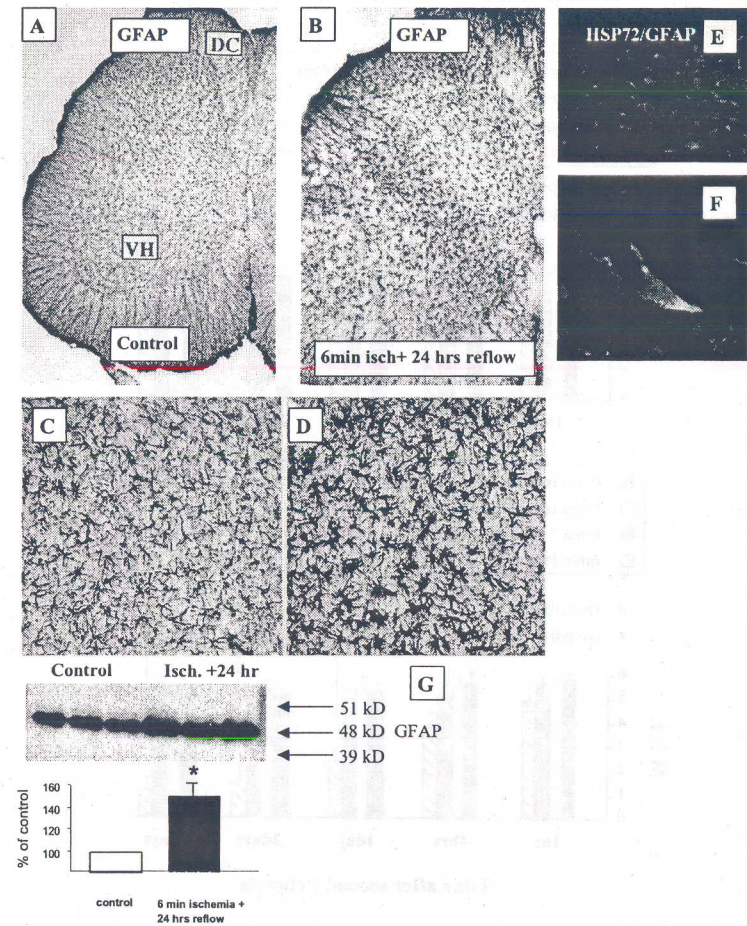 A
GFAP
DC
VH
Control
B
GFAP
6min isch+ 24 hrs reflow
HSP72/GFAP
E
F
C
D
Control
Isch. +24 hr
G
51 kD
48 kD GFAP
39 kD
*
% of control
160
140
120
100
control
6 min ischemia +
24 hrs reflow